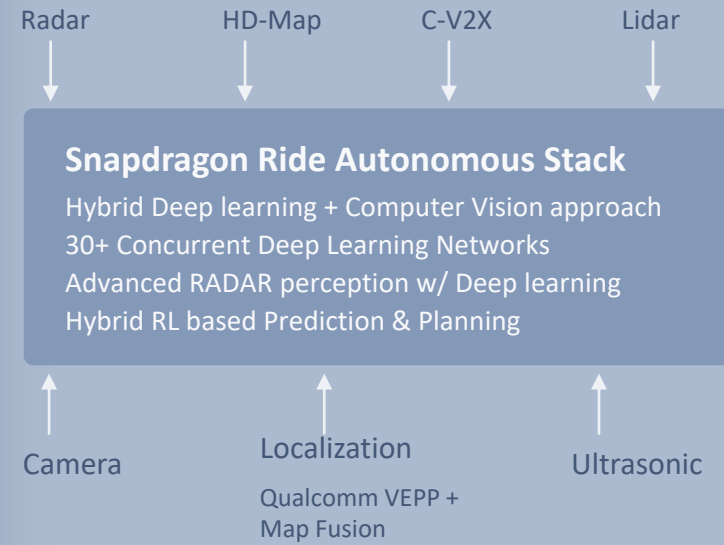 Radar HD-Map C-V2X Lidar
Snapdragon Ride Autonomous Stack
Hybrid Deep learning + Computer Vision approach
30+ Concurrent Deep Learning Networks
Advanced RADAR perception w/ Deep learning
Hybrid RL based Prediction & Planning
Camera
Localization
Ultrasonic
Qualcomm VEPP +
Map Fusion